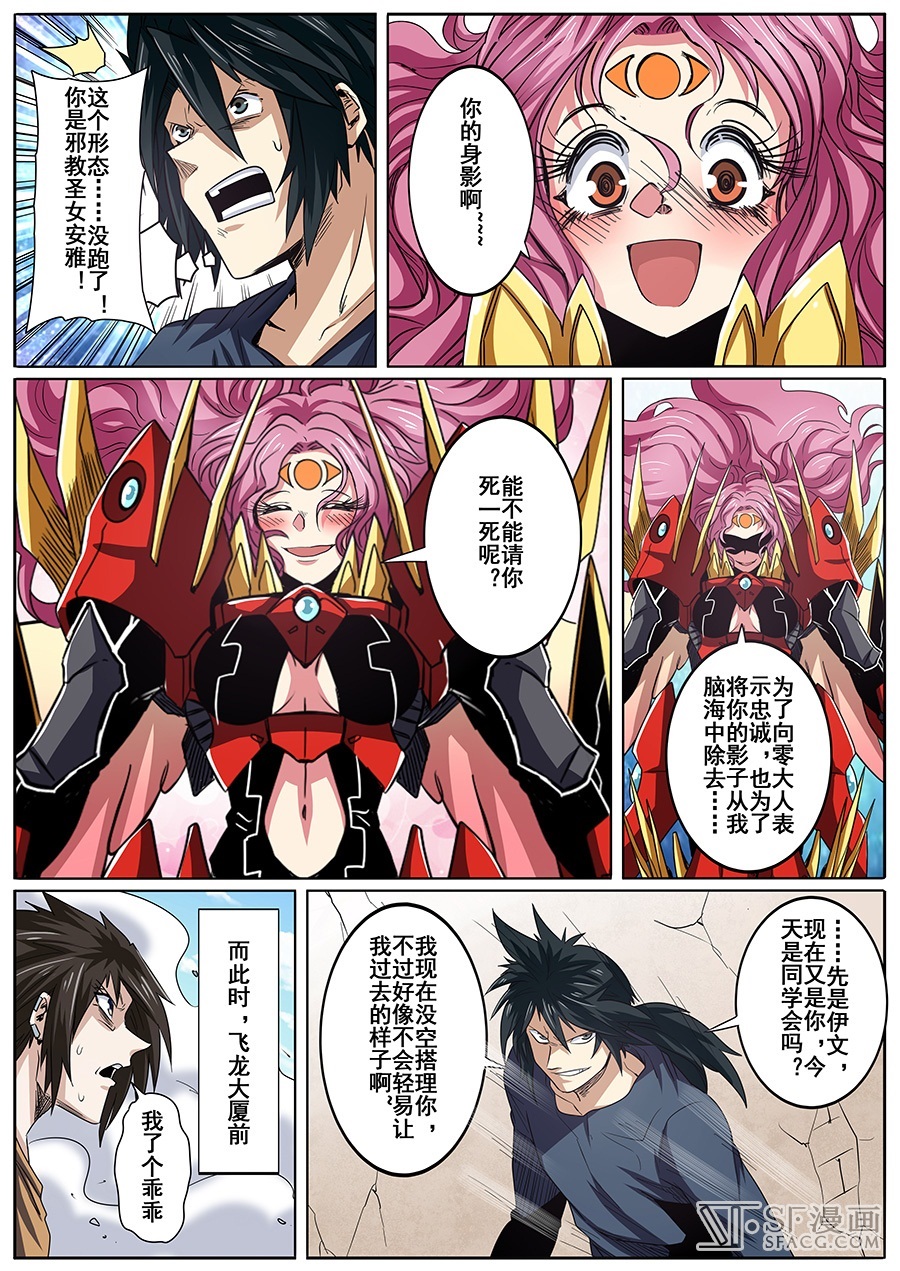 你的身影啊~~~~
这个形态……没跑了！
你是邪教圣女安雅！
为了向零大人表
示忠诚，也为了
将你的影子从我
脑海中除去……
能不能请你
死一死呢？
……先是伊文，
现在又是你，今
天是同学会吗？
我现在没空搭理你，
不过好像不会轻易让
我过去的样子啊~
而此时，飞龙大厦前
我了个乖乖
SF漫画
SFACG.COM